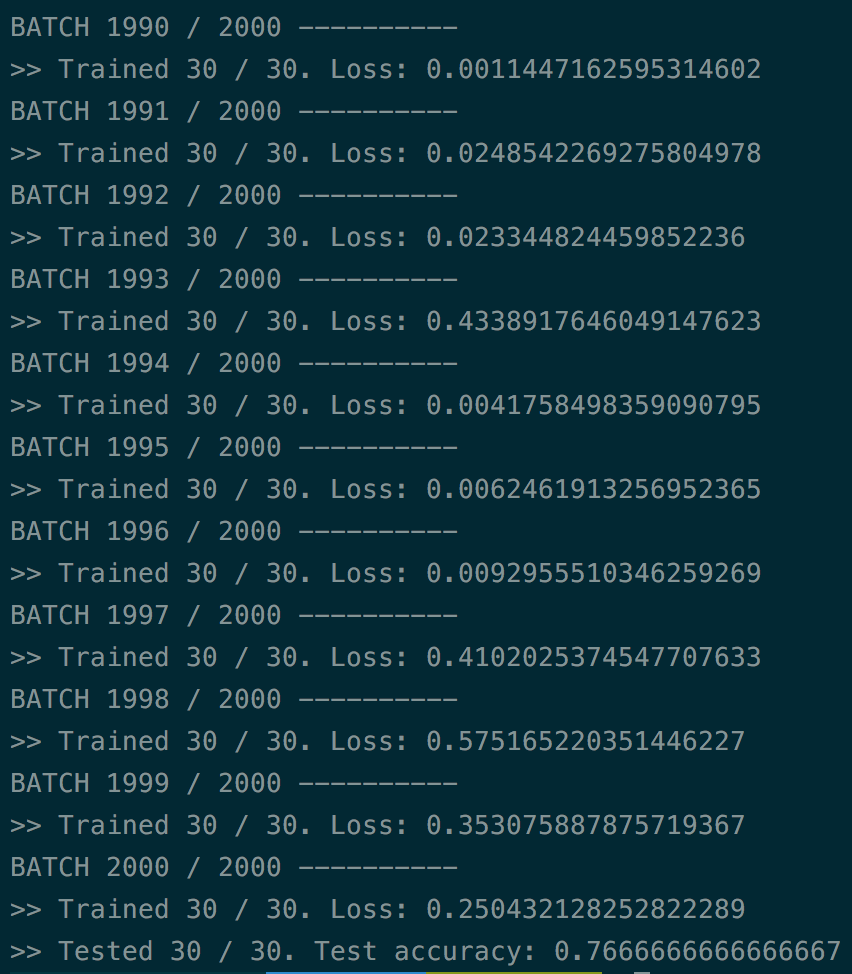 BATCH 1990 / 2000 ——————————
>> Trained 30 / 30. Loss: 0.0011447162595314602
BATCH 1991 / 2000 ——————————
>> Trained 30 / 30. Loss: 0.0248542269275804978
BATCH 1992 / 2000 ——————————
>> Trained 30 / 30. Loss: 0.023344824459852236
BATCH 1993 / 2000 ——————————
>> Trained 30 / 30. Loss: 0.4338917646049147623
BATCH 1994 / 2000 ——————————
>> Trained 30 / 30. Loss: 0.0041758498359090795
BATCH 1995 / 2000 ——————————
>> Trained 30 / 30. Loss: 0.0062461913256952365
BATCH 1996 / 2000 ——————————
>> Trained 30 / 30. Loss: 0.0092955510346259269
BATCH 1997 / 2000 ——————————
>> Trained 30 / 30. Loss: 0.4102025374547707633
BATCH 1998 / 2000 ——————————
>> Trained 30 / 30. Loss: 0.575165220351446227
BATCH 1999 / 2000 ——————————
>> Trained 30 / 30. Loss: 0.353075887875719367
BATCH 2000 / 2000 ——————————
>> Trained 30 / 30. Loss: 0.250432128252822289
>> Tested 30 / 30. Test accuracy: 0.7666666666666667